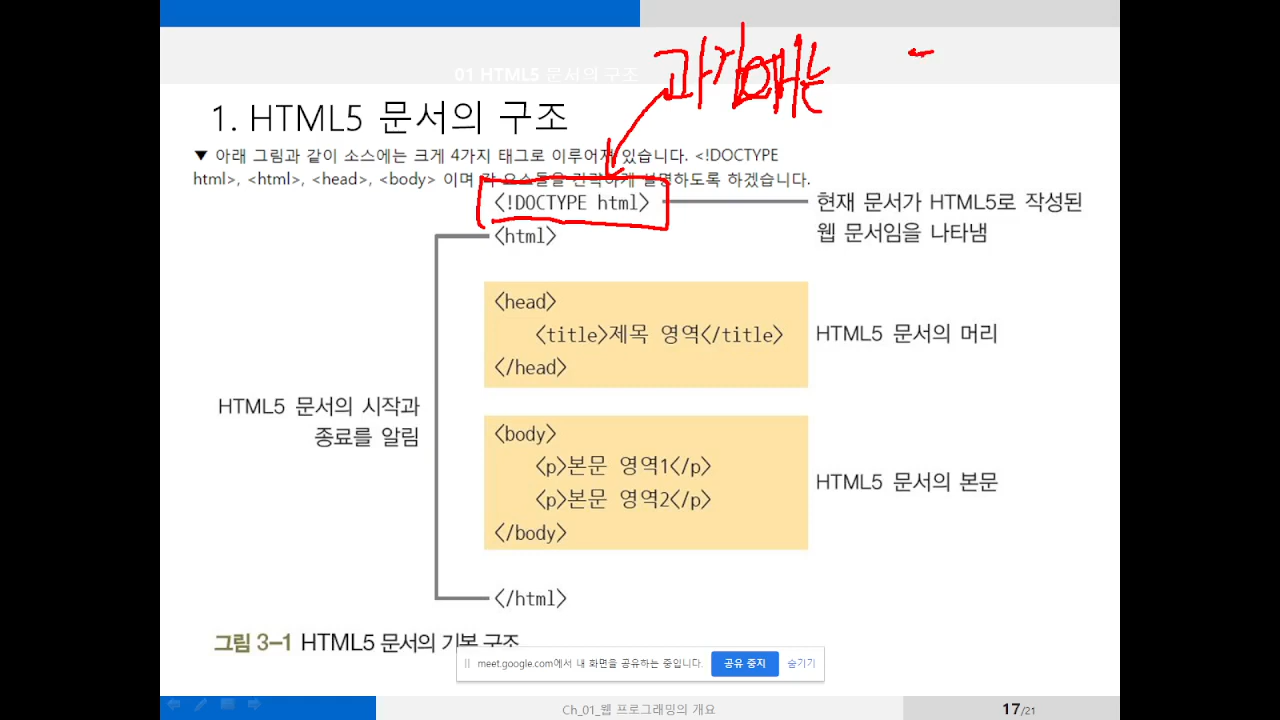 01 HTML5 문서의 구조
과거에는
1. HTML5 문서의 구조
▼ 아래 그림과 같이 소스에는 크게 4가지 태그로 이루어져 있습니다. <!DOCTYPE
html>, <html>, <head>, <body> 이며 각 요소들을 간략하게 설명하도록 하겠습니다.
<!DOCTYPE html>
현재 문서가 HTML5로 작성된
웹 문서임을 나타냄
<html>
<head>
<title>제목 영역</title>
</head>
HTML5 문서의 머리
HTML5 문서의 시작과
종료를 알림
<body>
<p>본문 영역1</p>
<p>본문 영역2</p>
</body>
HTML5 문서의 본문
</html>
그림 3-1 HTML5 문서의 기본 구조
meet.google.com에서 내 화면을 공유하는 중입니다. 공유 중지 숨기기
Ch_01_웹 프로그래밍의 개요
17/21